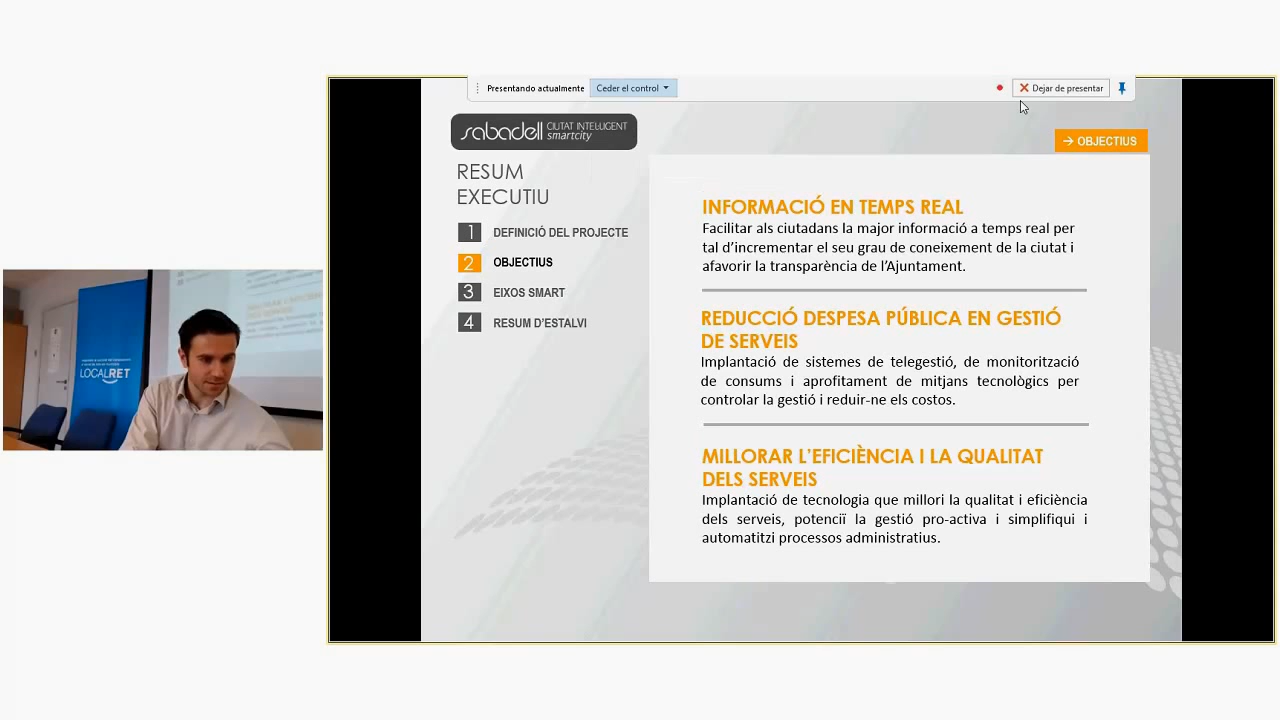 Presentando actualmente
Ceder el control
Dejar de presentar
sabadell CIUTAT INTEL·LIGENT
smartcity
→ OBJECTIUS
RESUM
EXECUTIU
1 DEFINICIÓ DEL PROJECTE
2 OBJECTIUS
3 EIXOS SMART
4 RESUM D’ESTALVI
INFORMACIÓ EN TEMPS REAL
Facilitar als ciutadans la major informació a temps real per
tal d’incrementar el seu grau de coneixement de la ciutat i
afavorir la transparència de l’Ajuntament.
REDUCCIÓ DESPESA PÚBLICA EN GESTIÓ
DE SERVEIS
Implantació de sistemes de telegestió, de monitorització
de consums i aprofitament de mitjans tecnològics per
controlar la gestió i reduir-ne els costos.
MILLORAR L’EFICIÈNCIA I LA QUALITAT
DELS SERVEIS
Implantació de tecnologia que millori la qualitat i eficiència
dels serveis, potenciï la gestió pro-activa i simplifiqui i
automatitzi processos administratius.
LOCALRET